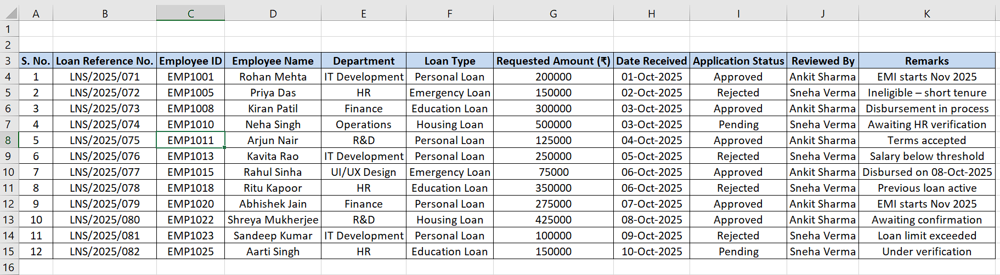 A B C D E F G H I J K
1
2
3 S. No. Loan Reference No. Employee ID Employee Name Department Loan Type Requested Amount (₹) Date Received Application Status Reviewed By Remarks
4 1 LNS/2025/071 EMP1001 Rohan Mehta IT Development Personal Loan 200000 01-Oct-2025 Approved Ankit Sharma EMI starts Nov 2025
5 2 LNS/2025/072 EMP1005 Priya Das HR Emergency Loan 150000 02-Oct-2025 Rejected Sneha Verma Ineligible – short tenure
6 3 LNS/2025/073 EMP1008 Kiran Patil Finance Education Loan 300000 03-Oct-2025 Approved Ankit Sharma Disbursement in process
7 4 LNS/2025/074 EMP1010 Neha Singh Operations Housing Loan 500000 03-Oct-2025 Pending Sneha Verma Awaiting HR verification
8 5 LNS/2025/075 EMP1011 Arjun Nair R&D Personal Loan 125000 04-Oct-2025 Approved Ankit Sharma Terms accepted
9 6 LNS/2025/076 EMP1013 Kavita Rao IT Development Personal Loan 250000 05-Oct-2025 Rejected Sneha Verma Salary below threshold
10 7 LNS/2025/077 EMP1015 Rahul Sinha UI/UX Design Emergency Loan 75000 06-Oct-2025 Approved Ankit Sharma Disbursed on 08-Oct-2025
11 8 LNS/2025/078 EMP1018 Ritu Kapoor HR Education Loan 350000 06-Oct-2025 Rejected Sneha Verma Previous loan active
12 9 LNS/2025/079 EMP1020 Abhishek Jain Finance Personal Loan 275000 07-Oct-2025 Approved Ankit Sharma EMI starts Nov 2025
13 10 LNS/2025/080 EMP1022 Shreya Mukherjee R&D Housing Loan 425000 08-Oct-2025 Approved Ankit Sharma Awaiting confirmation
14 11 LNS/2025/081 EMP1023 Sandeep Kumar IT Development Personal Loan 100000 09-Oct-2025 Rejected Sneha Verma Loan limit exceeded
15 12 LNS/2025/082 EMP1025 Aarti Singh HR Education Loan 150000 10-Oct-2025 Pending Sneha Verma Under verification
16